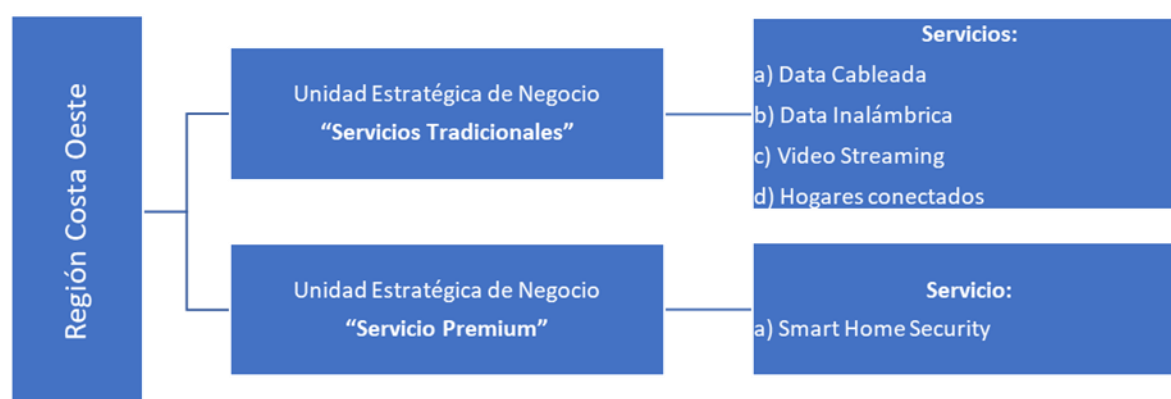 Región Costa Oeste
Unidad Estratégica de Negocio
“Servicios Tradicionales”
Servicios:
a) Data Cableada
b) Data Inalámbrica
c) Video Streaming
d) Hogares conectados
Unidad Estratégica de Negocio
“Servicio Premium”
Servicio:
a) Smart Home Security